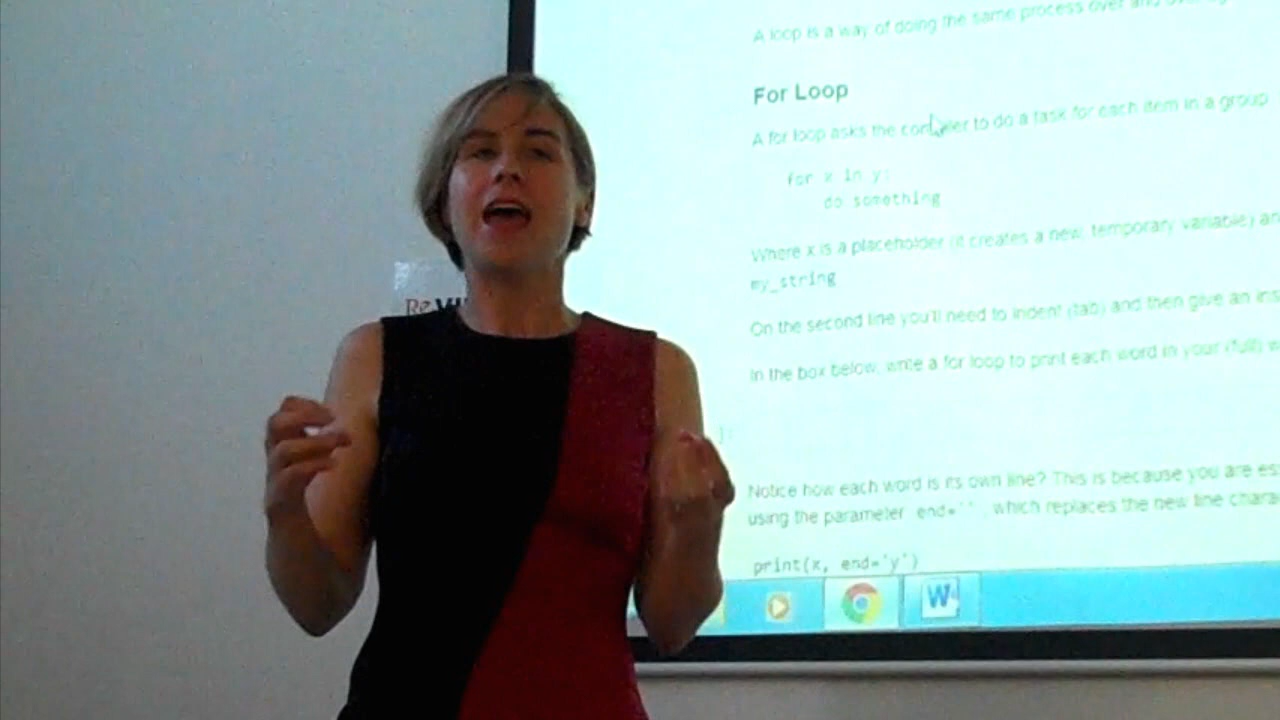 A loop is a way of doing the same process over and over
For Loop
A for loop asks the computer to do a task for each item in a group
for x in y:
do something
Where x is a placeholder (it creates a new, temporary variable) an
my_string
On the second line you'll need to indent (tab) and then give an ins
In the box below, write a for loop to print each word in your (full) w
]:
Notice how each word is its own line? This is because you are es
using the parameter end='' , which replaces the new line chara
print(x, end='y')
W
Re